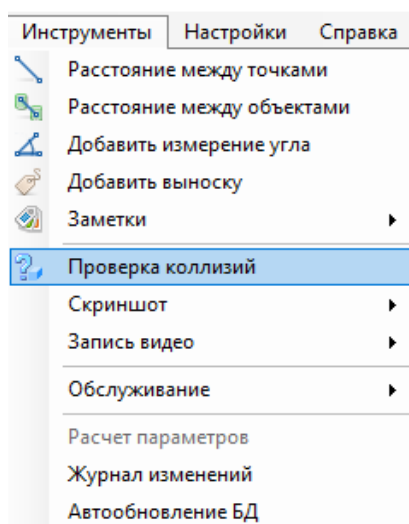 Инструменты Настройки Справка
Расстояние между точками
Расстояние между объектами
Добавить измерение угла
Добавить выноску
Заметки
Проверка коллизий
Скриншот
Запись видео
Обслуживание
Расчет параметров
Журнал изменений
Автообновление БД